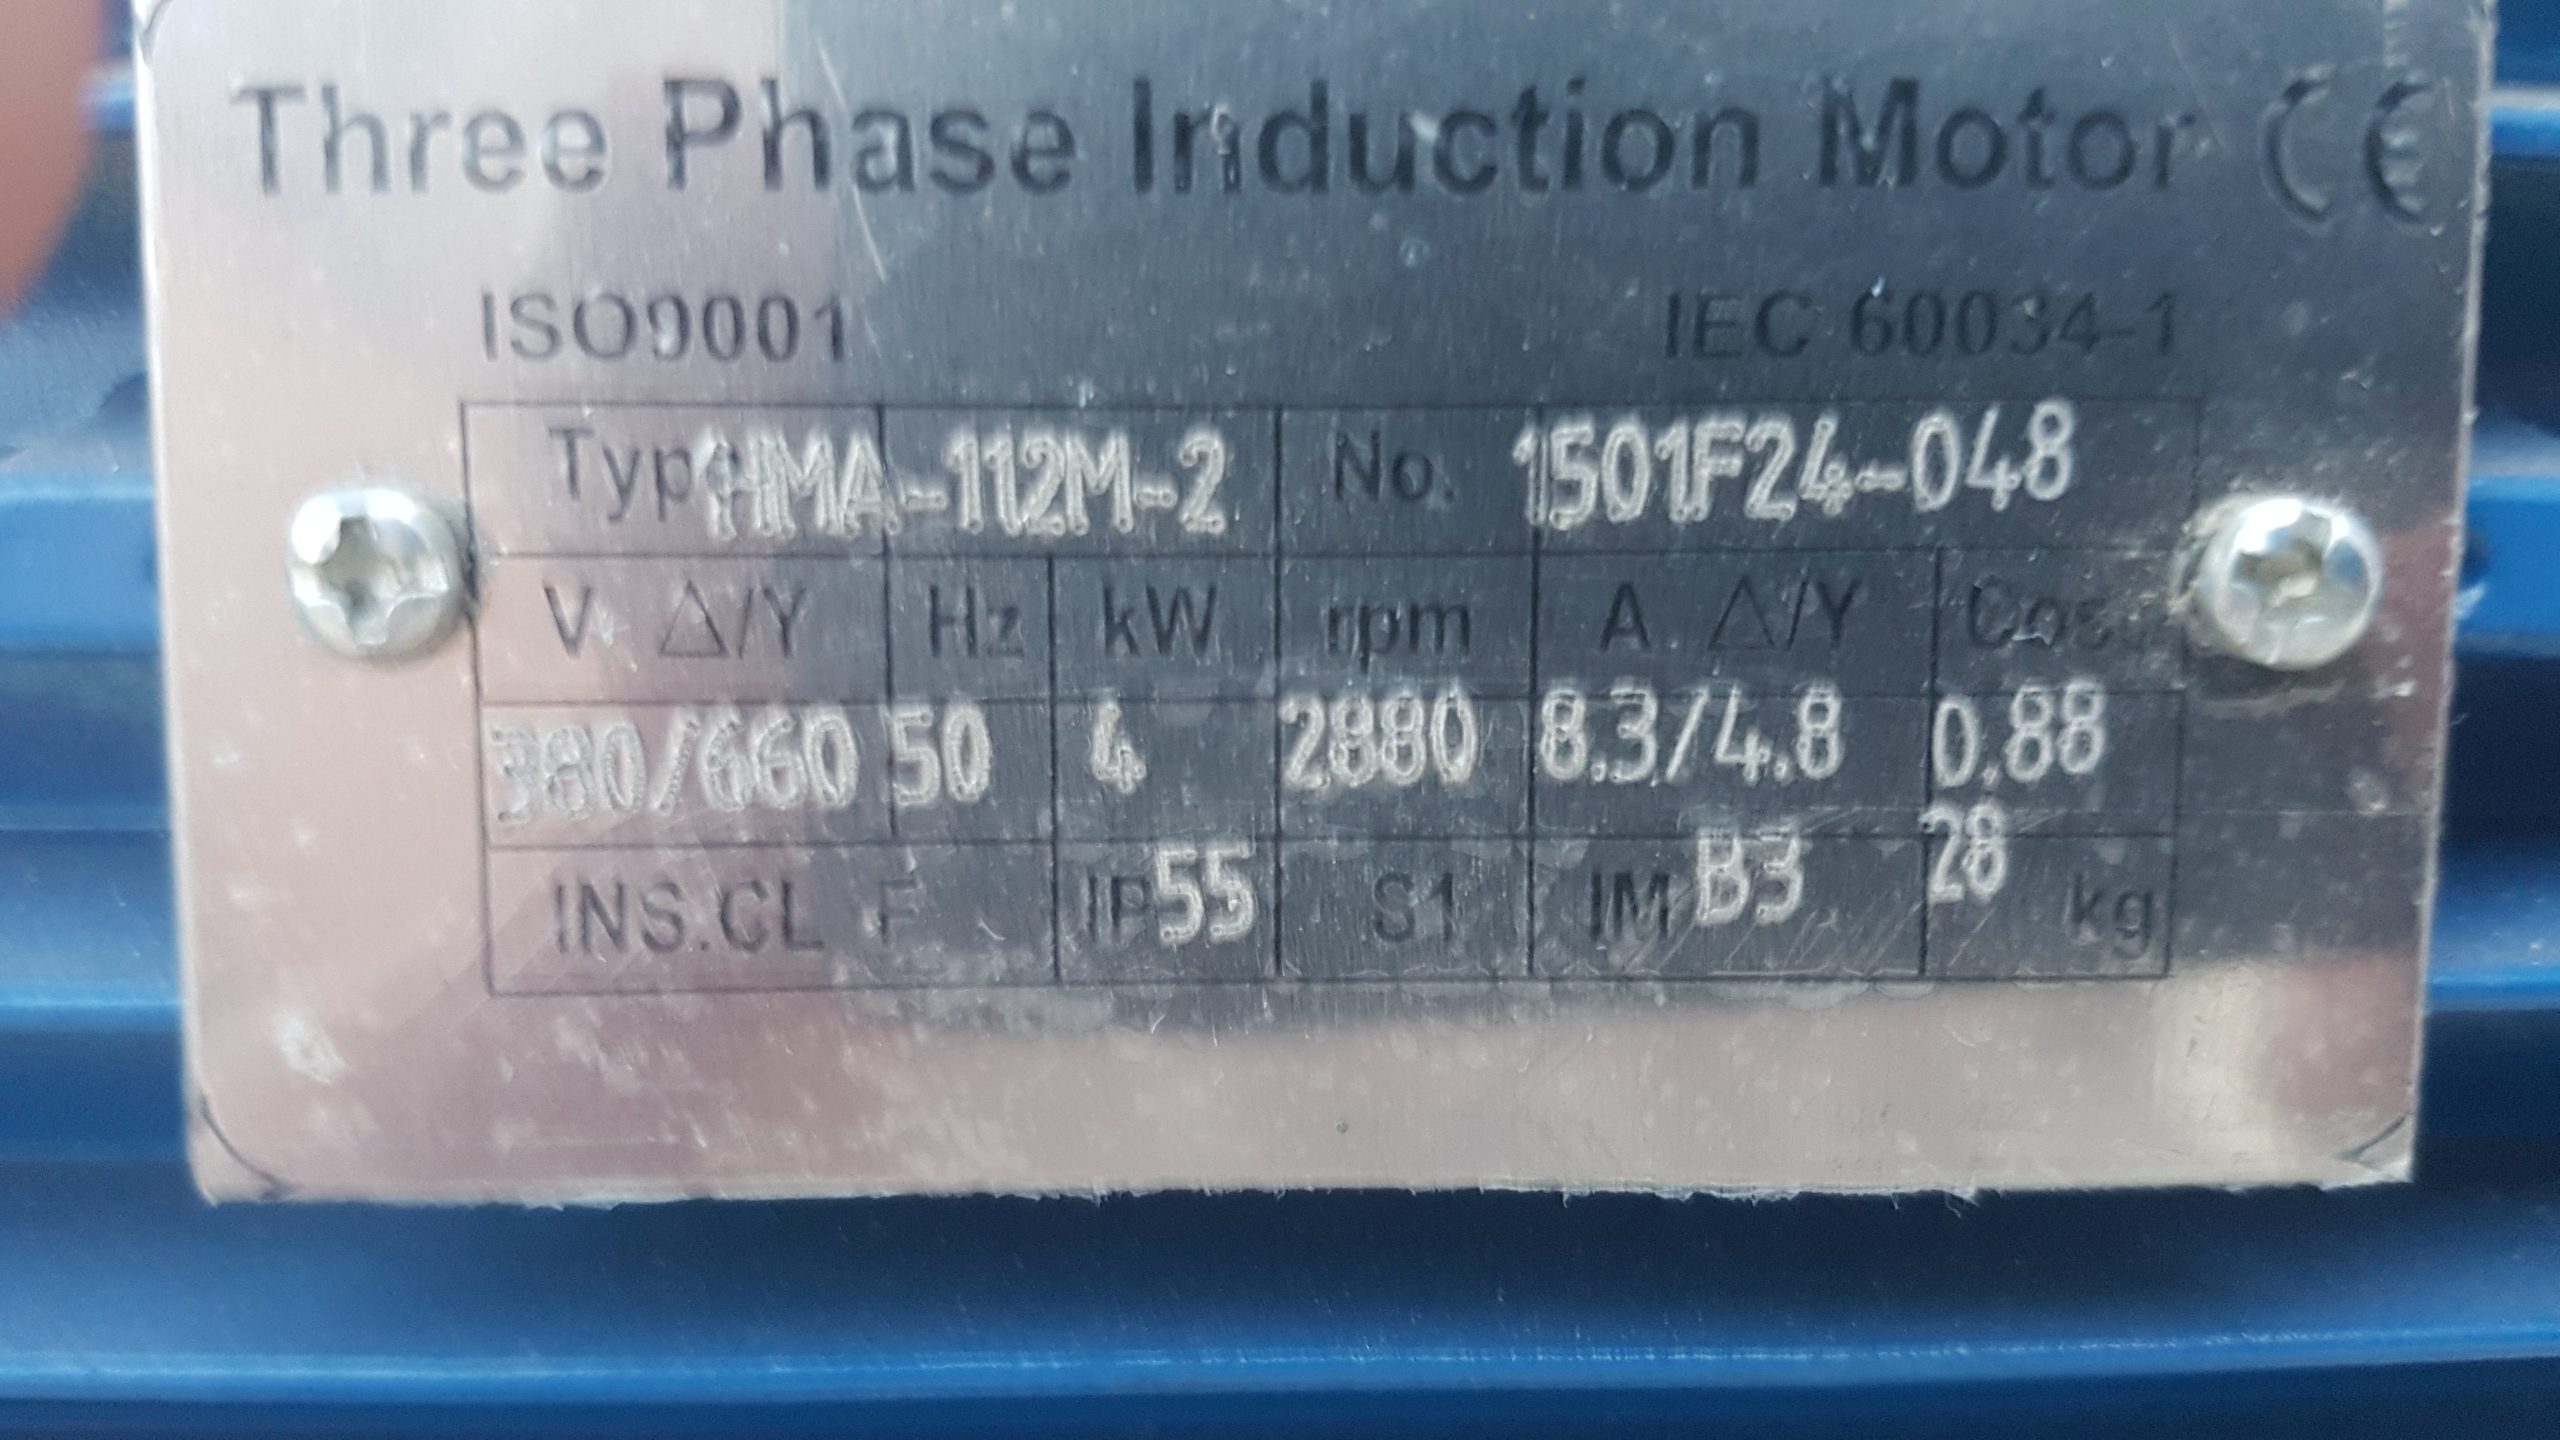 Three Phase Induction Motor CE
ISO9001 IEC 60034-1
Type HMA-112M-2 No. 1501F24-048
V △/Y Hz kW rpm A △/Y Cos
380/660 50 4 2880 8.3/4.8 0.88
INS.CL F IP55 S1 IM B3 28 kg